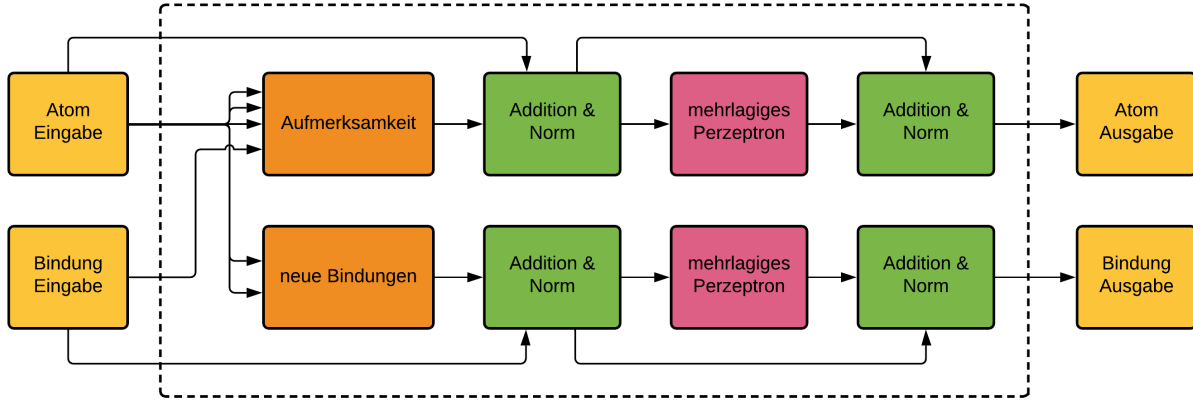 Atom
Eingabe
Aufmerksamkeit
Addition &
Norm
mehrlagiges
Perzeptron
Addition &
Norm
Atom
Ausgabe
Bindung
Eingabe
neue Bindungen
Addition &
Norm
mehrlagiges
Perzeptron
Addition &
Norm
Bindung
Ausgabe